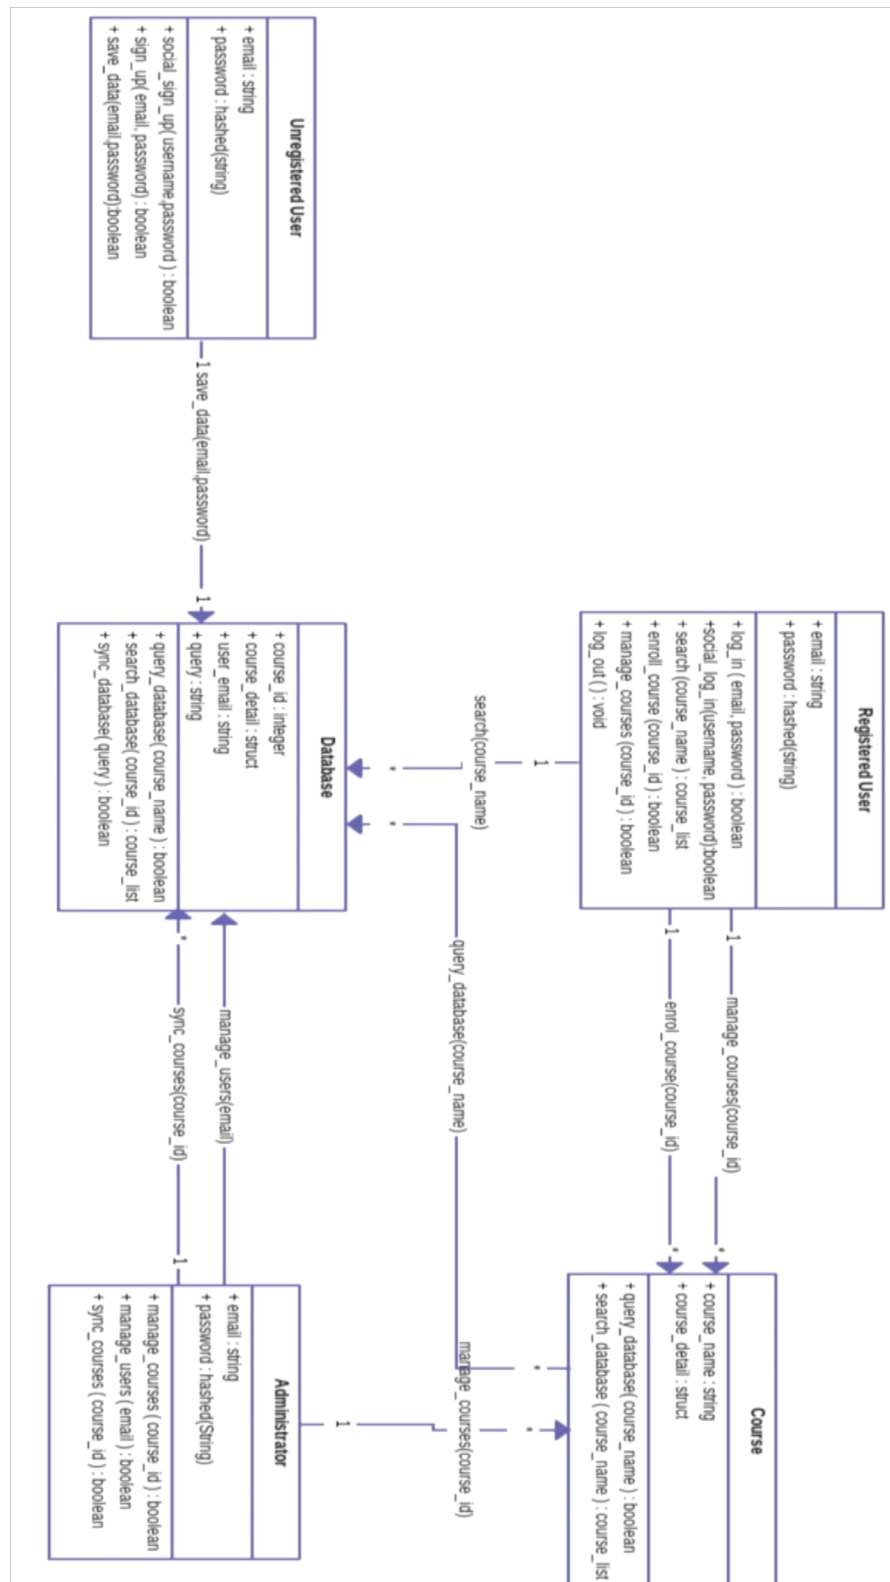 Registered User
+ email : string
+ password : hashed(string)
+ log_in ( email, password ) : boolean
+social_log_in(username, password):boolean
+ search (course_name ) : course_list
+ enroll_course (course_id ) : boolean
+ manage_courses (course_id ) : boolean
+ log_out ( ) : void
1
manage_courses(course_id)
*
1
enrol_course(course_id)
*
Course
+ course_name : string
+ course_detail : struct
+ query_database( course_name ) : boolean
+ search_database ( course_name ) : course_list
1
search(course_name)
*
*
query_database(course_name)
*
manage_courses(course_id)
1
*
Unregistered User
+ email : string
+ password : hashed(string)
+ social_sign_up( username,password ) : boolean
+ sign_up( email, password) : boolean
+ save_data(email,password):boolean
1 save_data(email,password)
1
Database
+ course_id : integer
+ course_detail : struct
+ user_email : string
+ query : string
+ query_database( course_name ) : boolean
+ search_database( course_id ) : course_list
+ sync_database( query ) : boolean
manage_users(email)
*
sync_courses(course_id)
1
Administrator
+ email : string
+ password : hashed(String)
+ manage_courses ( course_id ) : boolean
+ manage_users ( email ) : boolean
+ sync_courses ( course_id ) : boolean